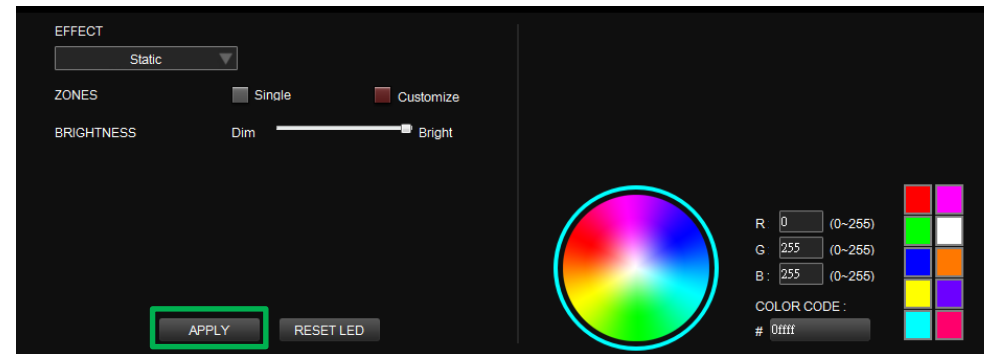 EFFECT
Static
ZONES Single Customize
BRIGHTNESS Dim Bright
R 0 (0~255)
G 255 (0~255)
B : 255 (0~255)
COLOR CODE :
# 0ffff
APPLY RESET LED